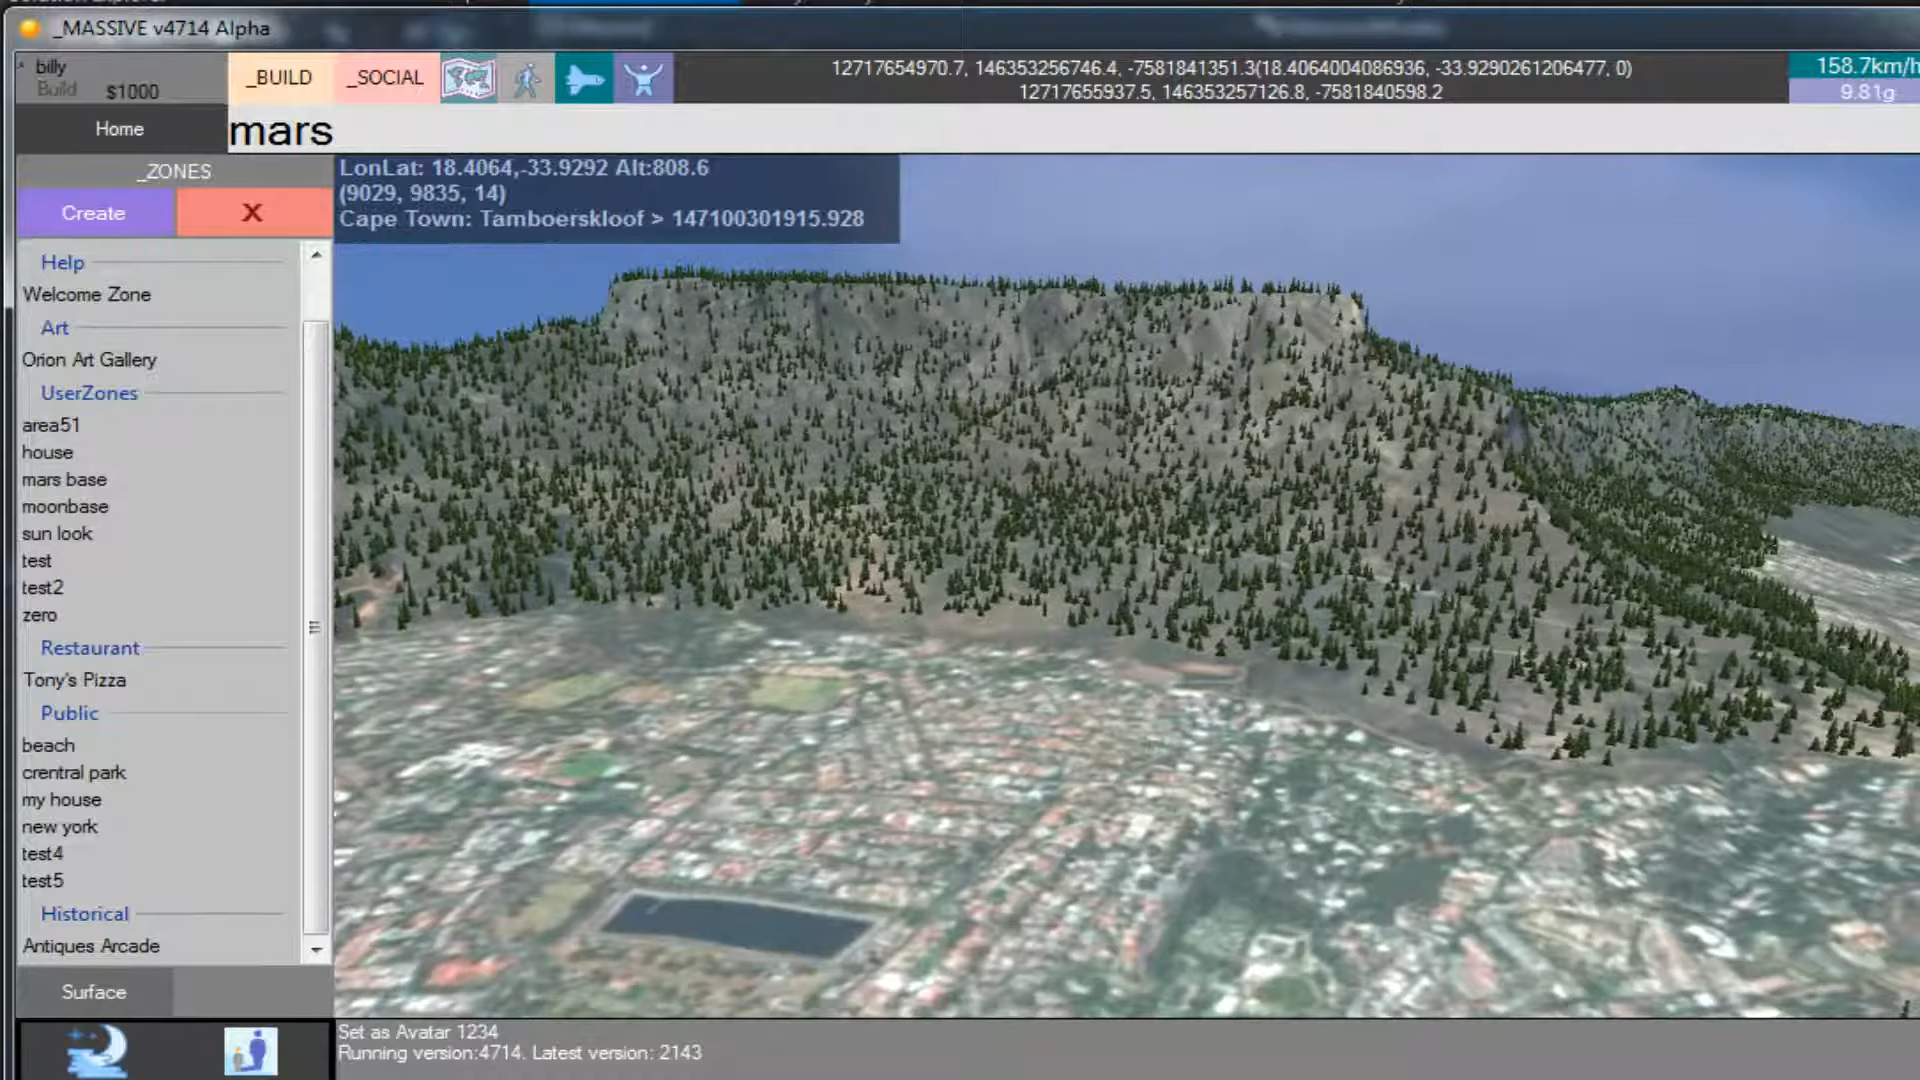 _MASSIVE v4714 Alpha
billy
Build $1000
_BUILD
_SOCIAL
12717654970.7, 146353256746.4, -7581841351.3(18.4064004086936, -33.9290261206477, 0)
12717655937.5, 146353257126.8, -7581840598.2
158.7km/h
9.81g
Home
mars
_ZONES
Create
X
LonLat: 18.4064,-33.9292 Alt:808.6
(9029, 9835, 14)
Cape Town: Tamboerskloof > 147100301915.928
Help
Welcome Zone
Art
Orion Art Gallery
UserZones
area51
house
mars base
moonbase
sun look
test
test2
zero
Restaurant
Tony's Pizza
Public
beach
crentral park
my house
new york
test4
test5
Historical
Antiques Arcade
Surface
Set as Avatar 1234
Running version:4714. Latest version: 2143